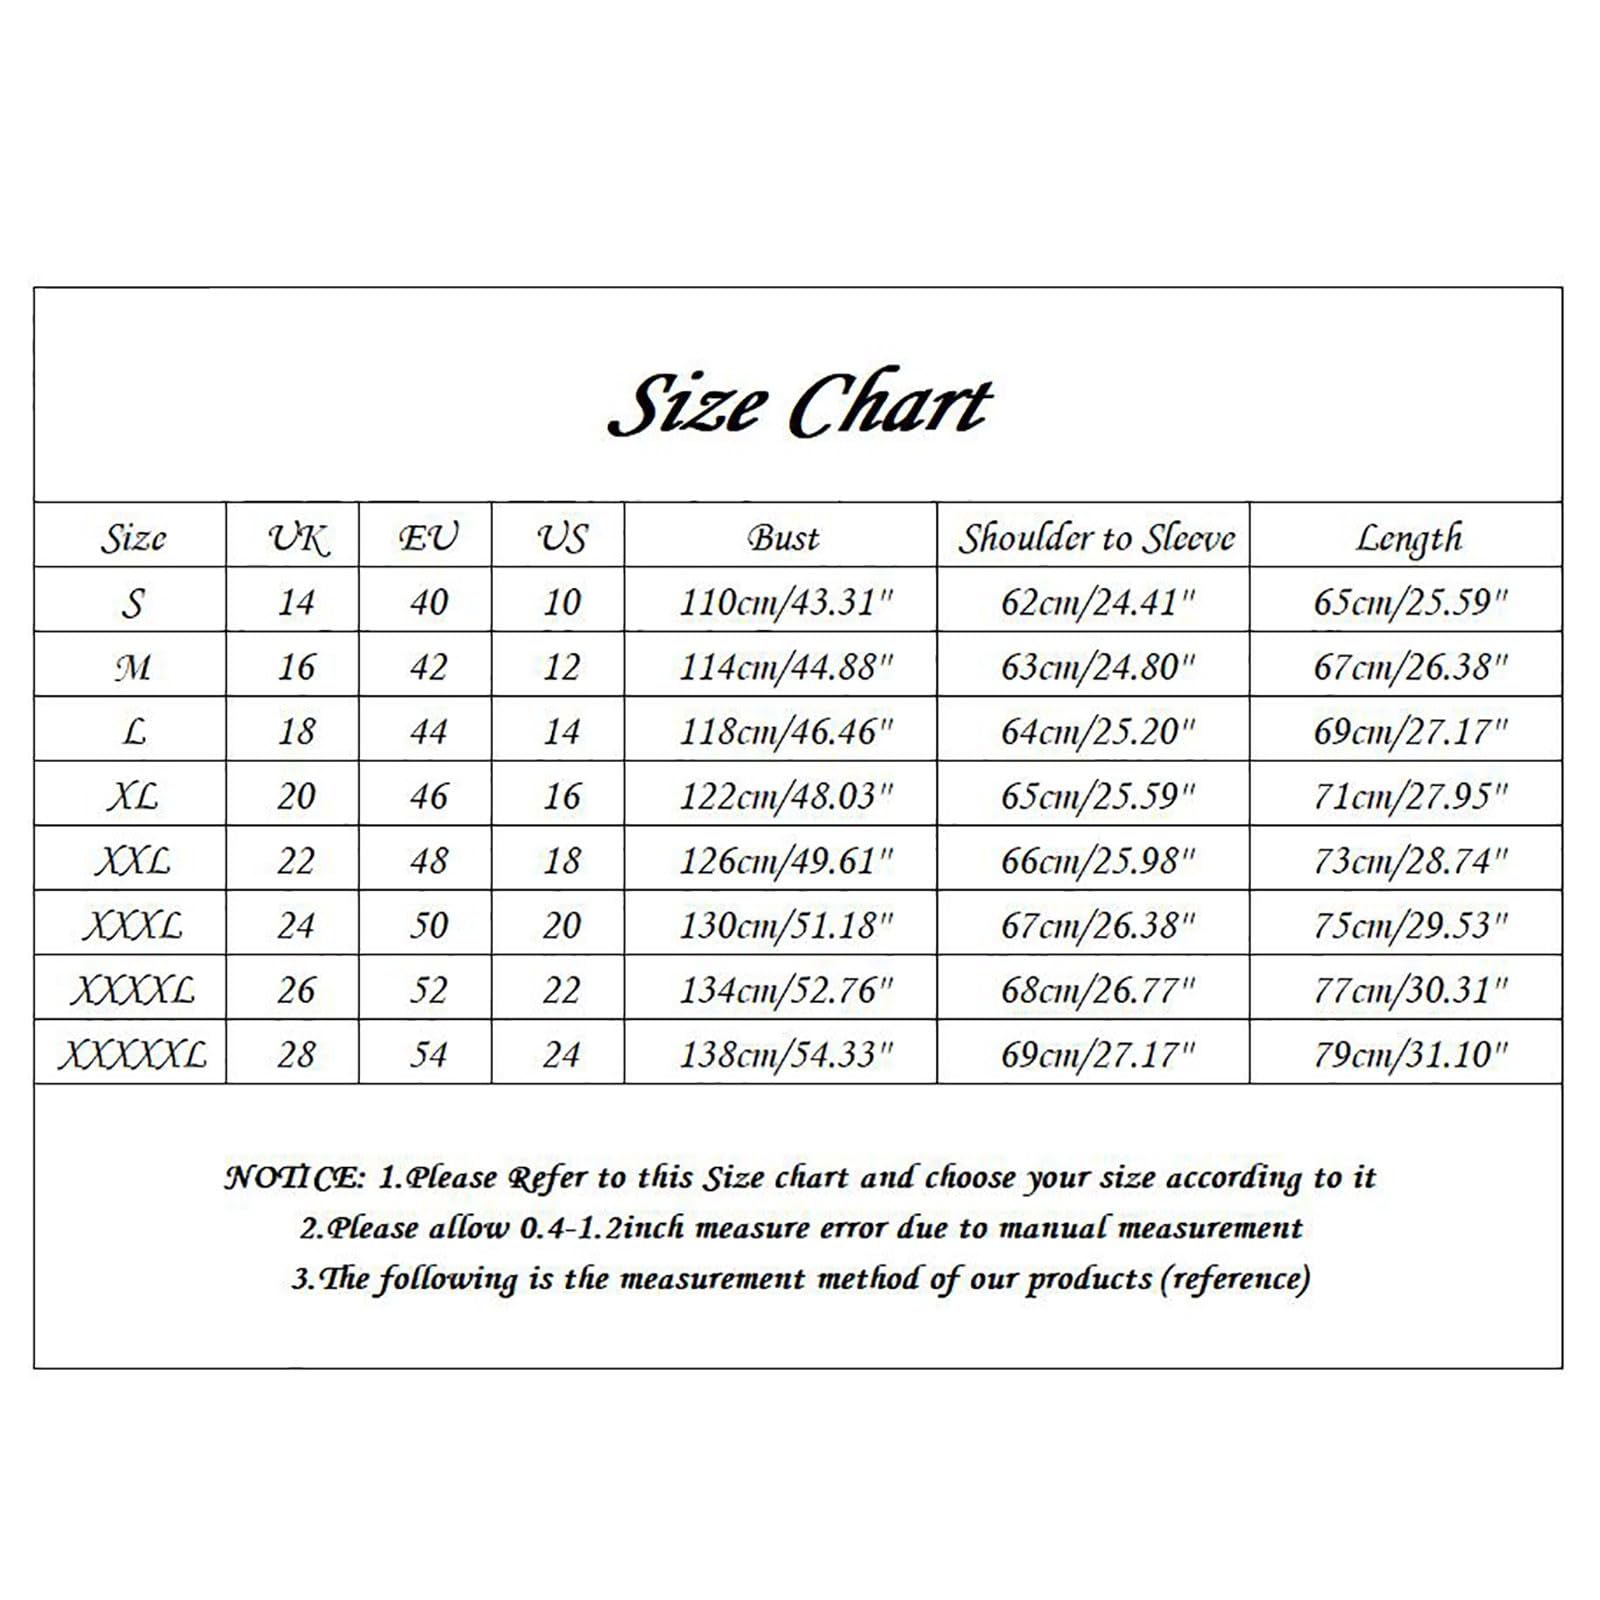 Size Chart
Size UK EU US Bust Shoulder to Sleeve Length
S 14 40 10 110cm/43.31" 62cm/24.41" 65cm/25.59"
M 16 42 12 114cm/44.88" 63cm/24.80" 67cm/26.38"
L 18 44 14 118cm/46.46" 64cm/25.20" 69cm/27.17"
XL 20 46 16 122cm/48.03" 65cm/25.59" 71cm/27.95"
XXL 22 48 18 126cm/49.61" 66cm/25.98" 73cm/28.74"
XXXL 24 50 20 130cm/51.18" 67cm/26.38" 75cm/29.53"
XXXXL 26 52 22 134cm/52.76" 68cm/26.77" 77cm/30.31"
XXXXXL 28 54 24 138cm/54.33" 69cm/27.17" 79cm/31.10"
NOTICE: 1.Please Refer to this Size chart and choose your size according to it
2.Please allow 0.4-1.2inch measure error due to manual measurement
3.The following is the measurement method of our products (reference)